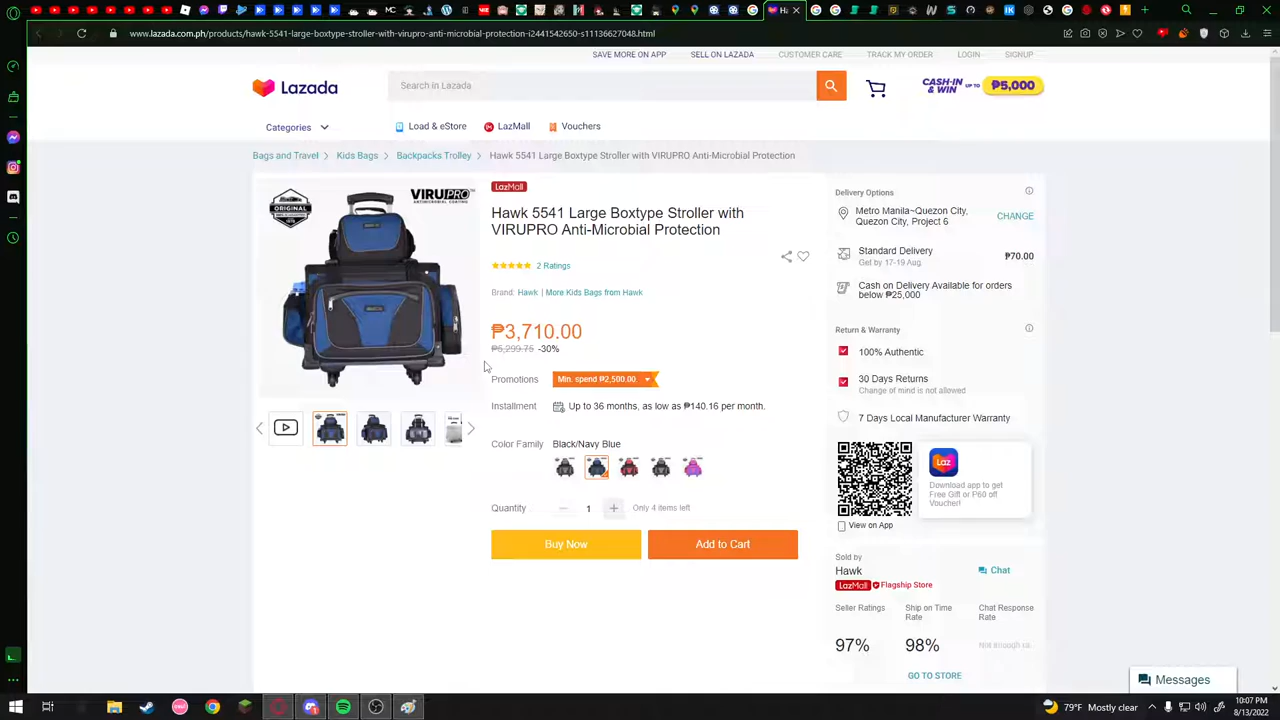 www.lazada.com.ph/products/hawk-5541-large-boxtype-stroller-with-virupro-anti-microbial-protection-i2441542650-s11136627048.html
SAVE MORE ON APP
SELL ON LAZADA
CUSTOMER CARE
TRACK MY ORDER
LOGIN
SIGNUP
Lazada
Search in Lazada
CASH-IN & WIN UP TO ₱5,000
Categories
Load & eStore
LazMall
Vouchers
Bags and Travel
Kids Bags
Backpacks Trolley
Hawk 5541 Large Boxtype Stroller with VIRUPRO Anti-Microbial Protection
ORIGINAL
VIRUPRO
ANTIMICROBIAL COATING
LazMall
Hawk 5541 Large Boxtype Stroller with
VIRUPRO Anti-Microbial Protection
2 Ratings
Brand: Hawk | More Kids Bags from Hawk
₱3,710.00
₱5,299.75 -30%
Promotions
Min. spend ₱2,500.00.
Installment
Up to 36 months, as low as ₱140.16 per month.
Color Family
Black/Navy Blue
Quantity
1
Only 4 items left
Buy Now
Add to Cart
Delivery Options
Metro Manila~Quezon City,
Quezon City, Project 6
CHANGE
Standard Delivery
₱70.00
Get by 17-19 Aug
Cash on Delivery Available for orders
below ₱25,000
Return & Warranty
100% Authentic
30 Days Returns
Change of mind is not allowed
7 Days Local Manufacturer Warranty
Laz
Download app to get
Free Gift or P60 off
Voucher!
View on App
Sold by
Hawk
Chat
LazMall Flagship Store
Seller Ratings
Ship on Time
Rate
Chat Response
Rate
97%
98%
GO TO STORE
Messages
79°F Mostly clear
10:07 PM
8/13/2022